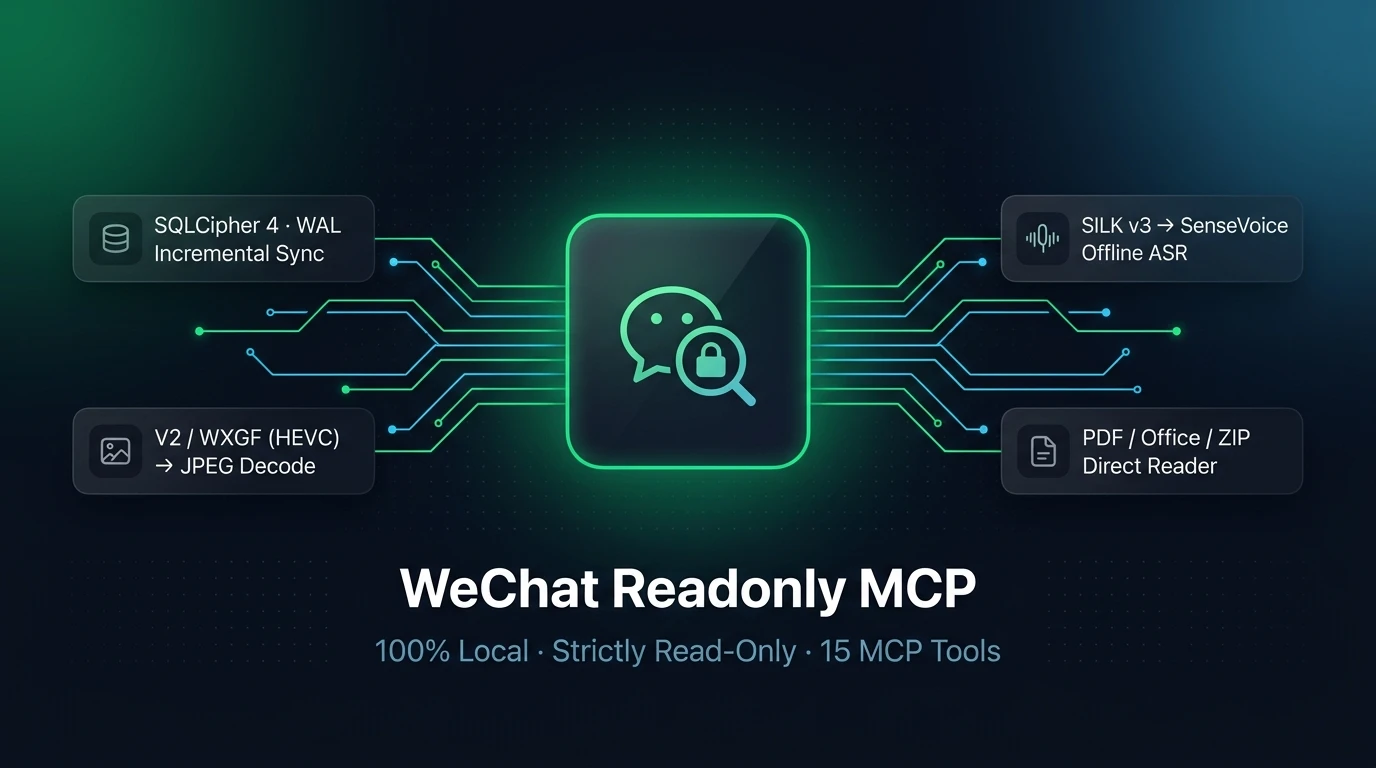 SQLCipher 4 · WAL
Incremental Sync
SILK v3 → SenseVoice
Offline ASR
V2 / WXGF (HEVC)
→ JPEG Decode
PDF / Office / ZIP
Direct Reader
WeChat Readonly MCP
100% Local · Strictly Read-Only · 15 MCP Tools